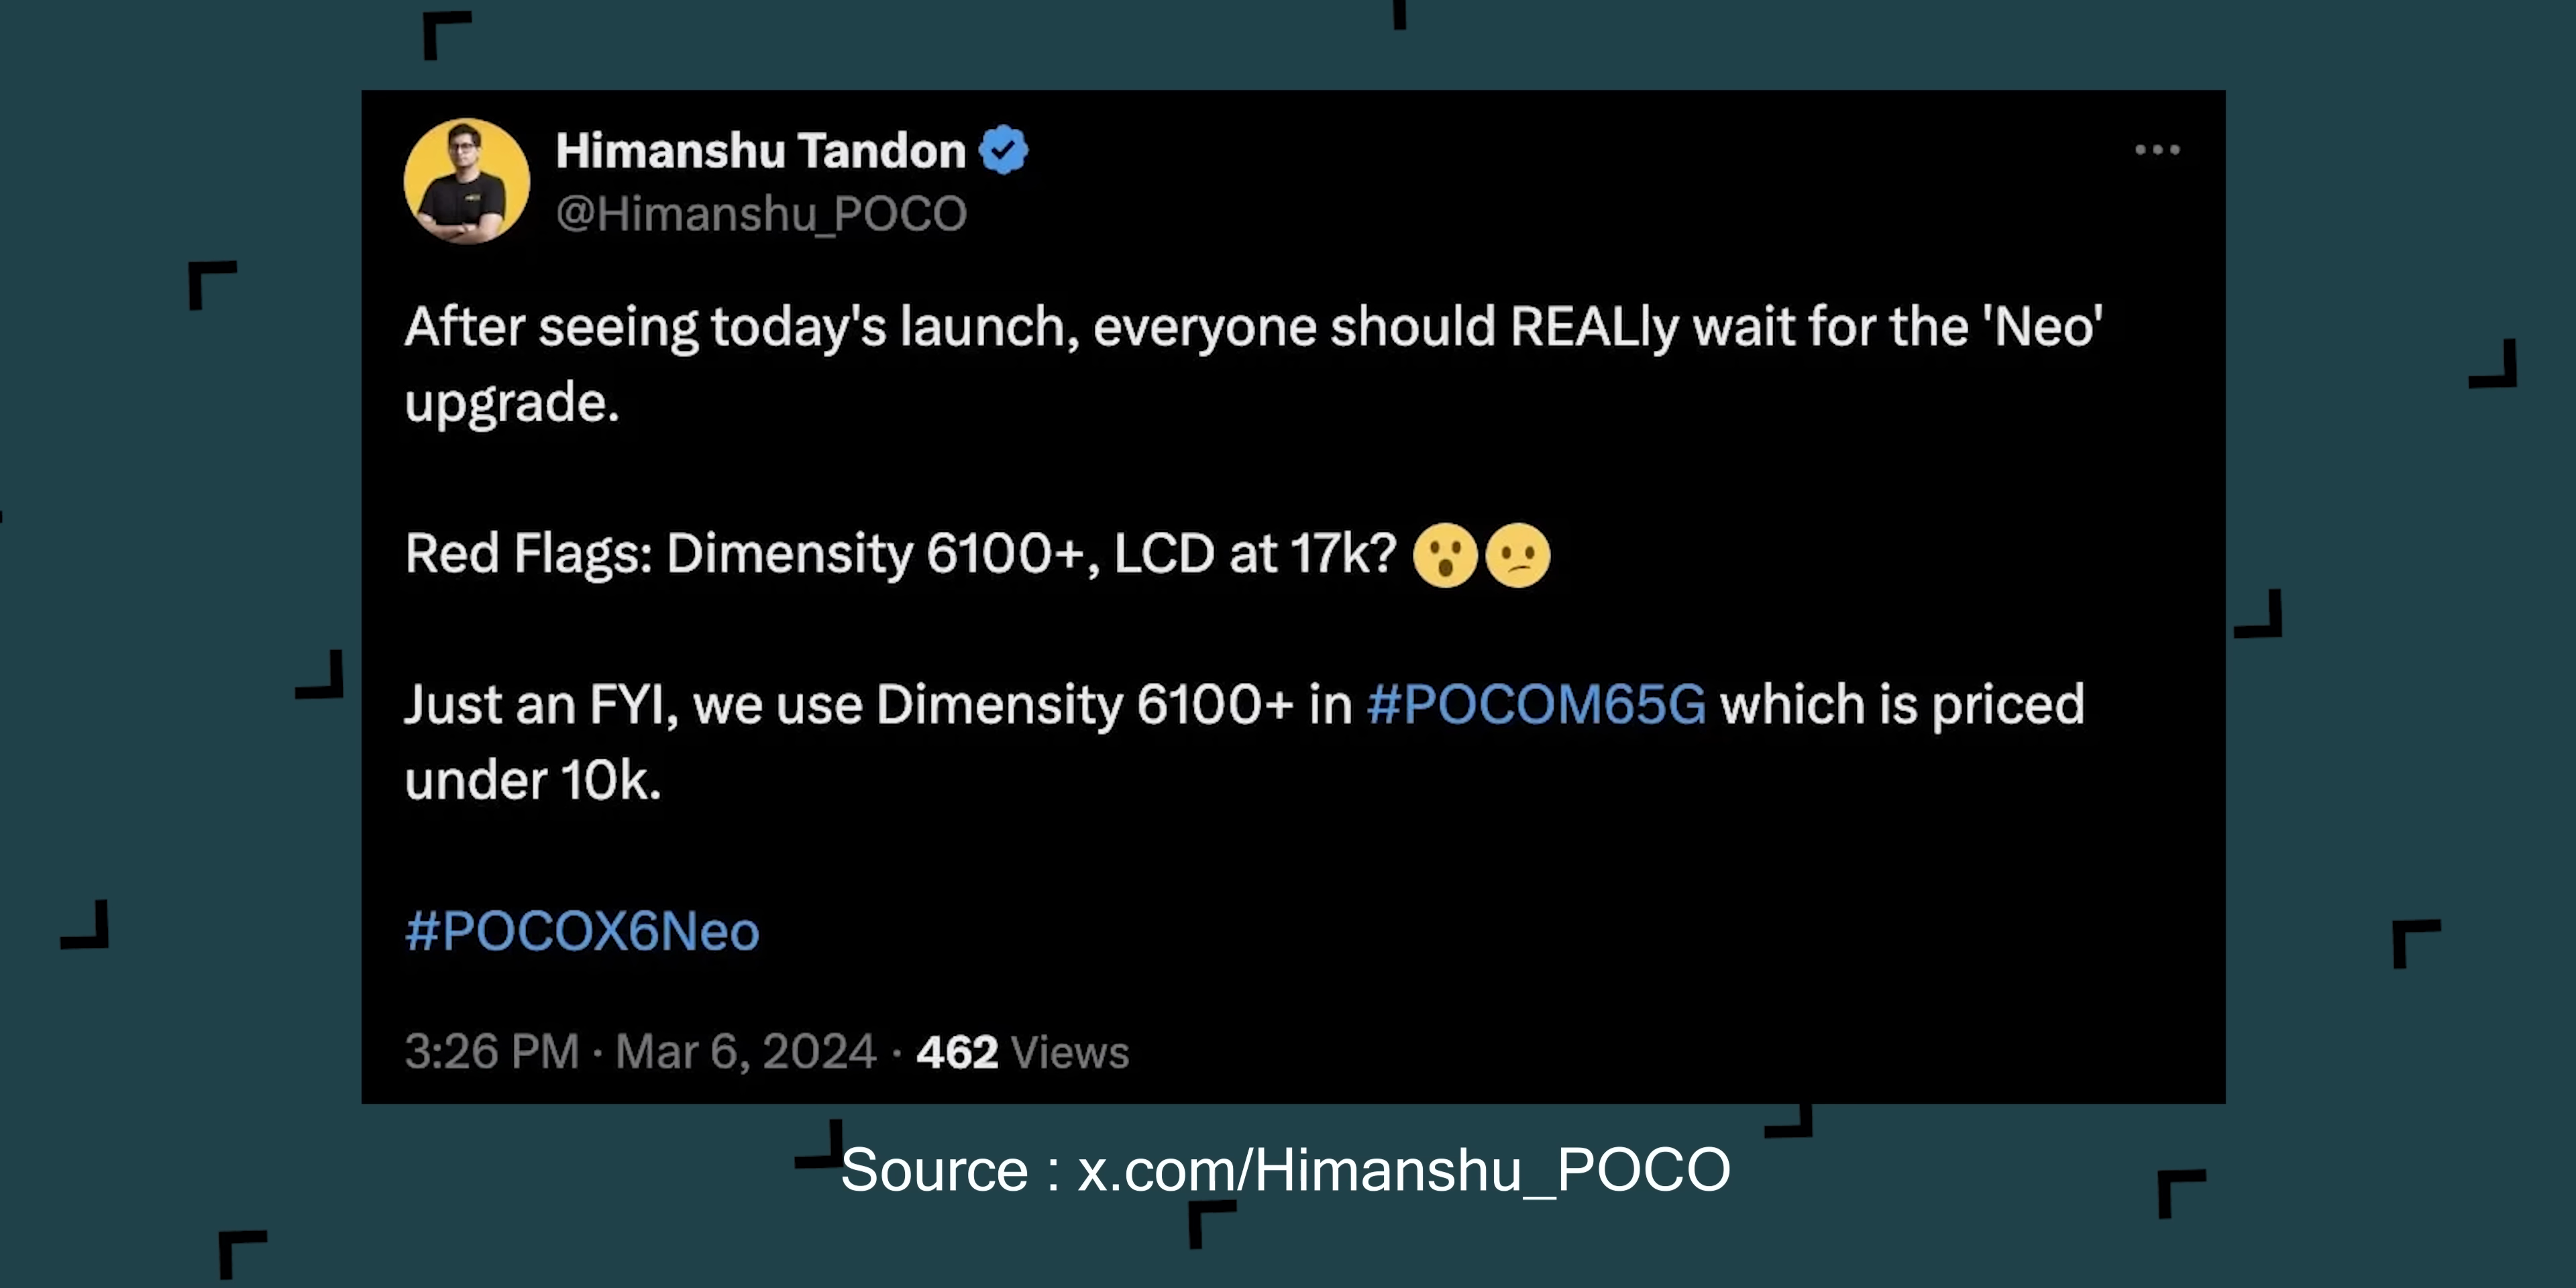 Himanshu Tandon
@Himanshu_POCO
After seeing today's launch, everyone should REALly wait for the 'Neo'
upgrade.
Red Flags: Dimensity 6100+, LCD at 17k? 😮😕
Just an FYI, we use Dimensity 6100+ in #POCOM65G which is priced
under 10k.
#POCOX6Neo
3:26 PM · Mar 6, 2024 · 462 Views
Source : x.com/Himanshu_POCO